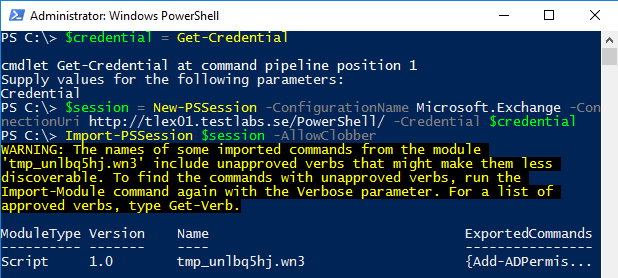 Administrator: Windows PowerShell
PS C:\> $credential = Get-Credential
cmdlet Get-Credential at command pipeline position 1
Supply values for the following parameters:
Credential
PS C:\> $session = New-PSSession -ConfigurationName Microsoft.Exchange -Con
nectionUri http://tlex01.testlabs.se/PowerShell/ -Credential $credential
PS C:\> Import-PSSession $session -AllowClobber
WARNING: The names of some imported commands from the module
'tmp_unlbq5hj.wn3' include unapproved verbs that might make them less
discoverable. To find the commands with unapproved verbs, run the
Import-Module command again with the Verbose parameter. For a list of
approved verbs, type Get-Verb.
ModuleType Version Name ExportedCommands
---------- ------- ---- ----------------
Script 1.0 tmp_unlbq5hj.wn3 {Add-ADPermis...